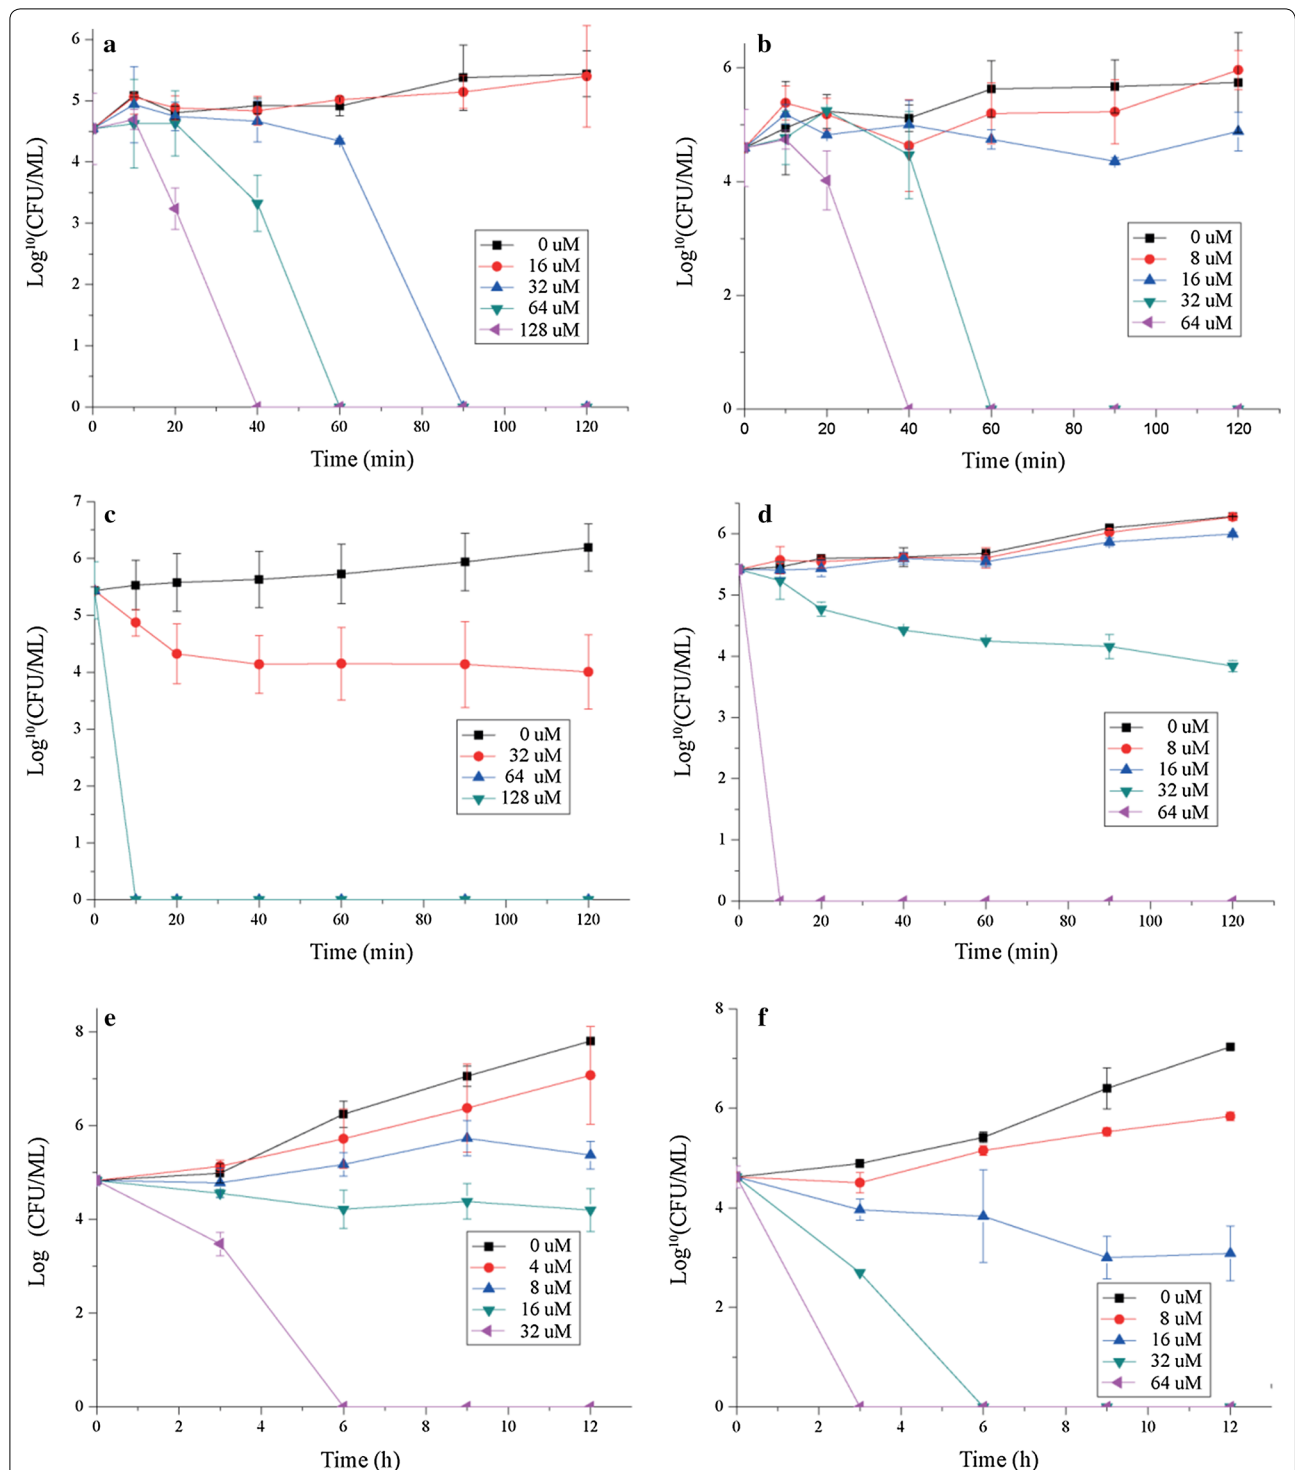 a
6
5
4
3
2
1
0
0 20 40 60 80 100 120
Log¹⁰(CFU/ML)
Time (min)
0 uM
16 uM
32 uM
64 uM
128 uM
b
6
4
2
0
0 20 40 60 80 100 120
Log¹⁰(CFU/ML)
Time (min)
0 uM
8 uM
16 uM
32 uM
64 uM
c
7
6
5
4
3
2
1
0
0 20 40 60 80 100 120
Log¹⁰(CFU/ML)
Time (min)
0 uM
32 uM
64 uM
128 uM
d
6
5
4
3
2
1
0
0 20 40 60 80 100 120
Log¹⁰(CFU/ML)
Time (min)
0 uM
8 uM
16 uM
32 uM
64 uM
e
8
6
4
2
0
0 2 4 6 8 10 12
Log (CFU/ML)
Time (h)
0 uM
4 uM
8 uM
16 uM
32 uM
f
8
6
4
2
0
0 2 4 6 8 10 12
Log¹⁰(CFU/ML)
Time (h)
0 uM
8 uM
16 uM
32 uM
64 uM